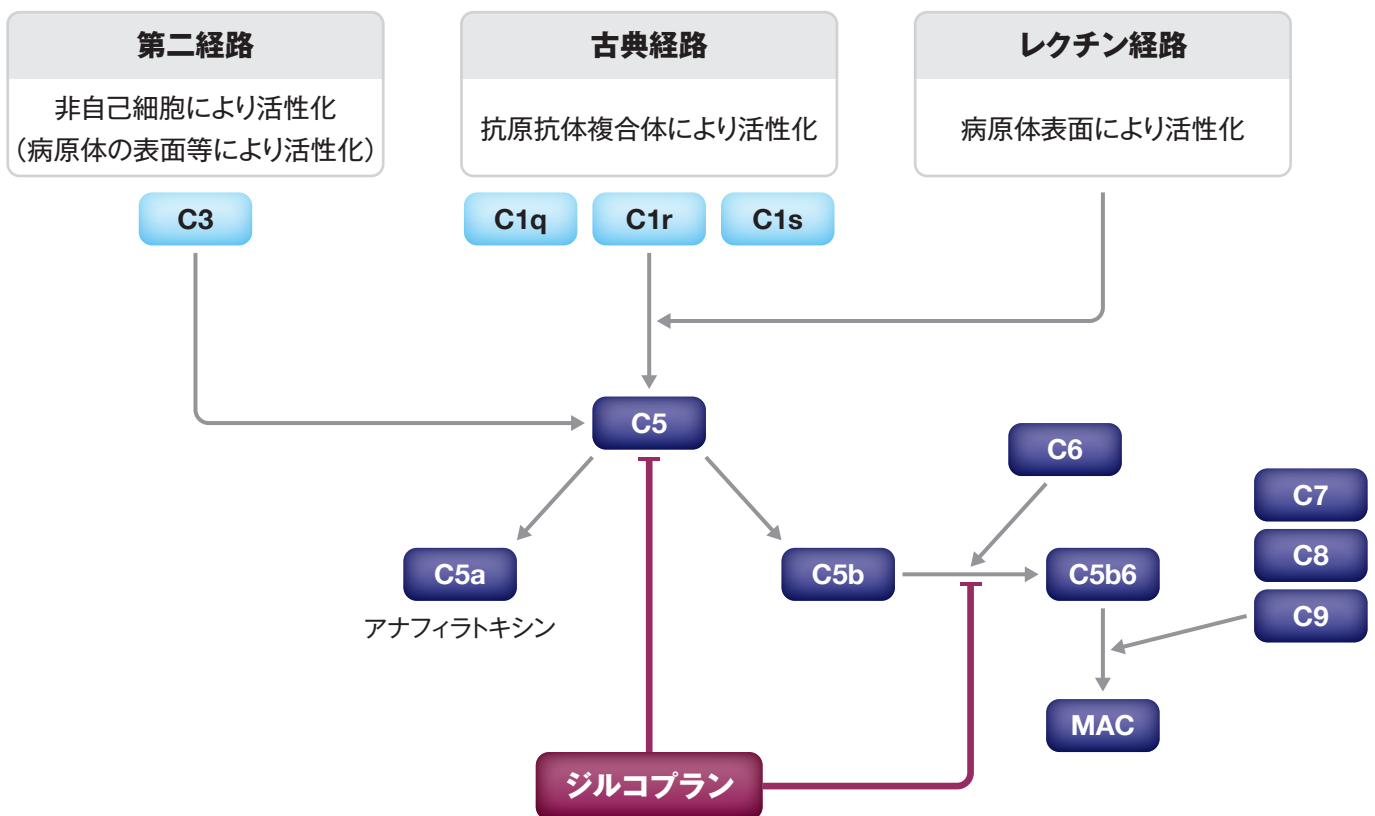 第二経路
非自己細胞により活性化
（病原体の表面等により活性化）
古典経路
抗原抗体複合体により活性化
レクチン経路
病原体表面により活性化
C3
C1q
C1r
C1s
C5
C6
C7
C8
C9
C5a
アナフィラトキシン
C5b
C5b6
MAC
ジルコプラン